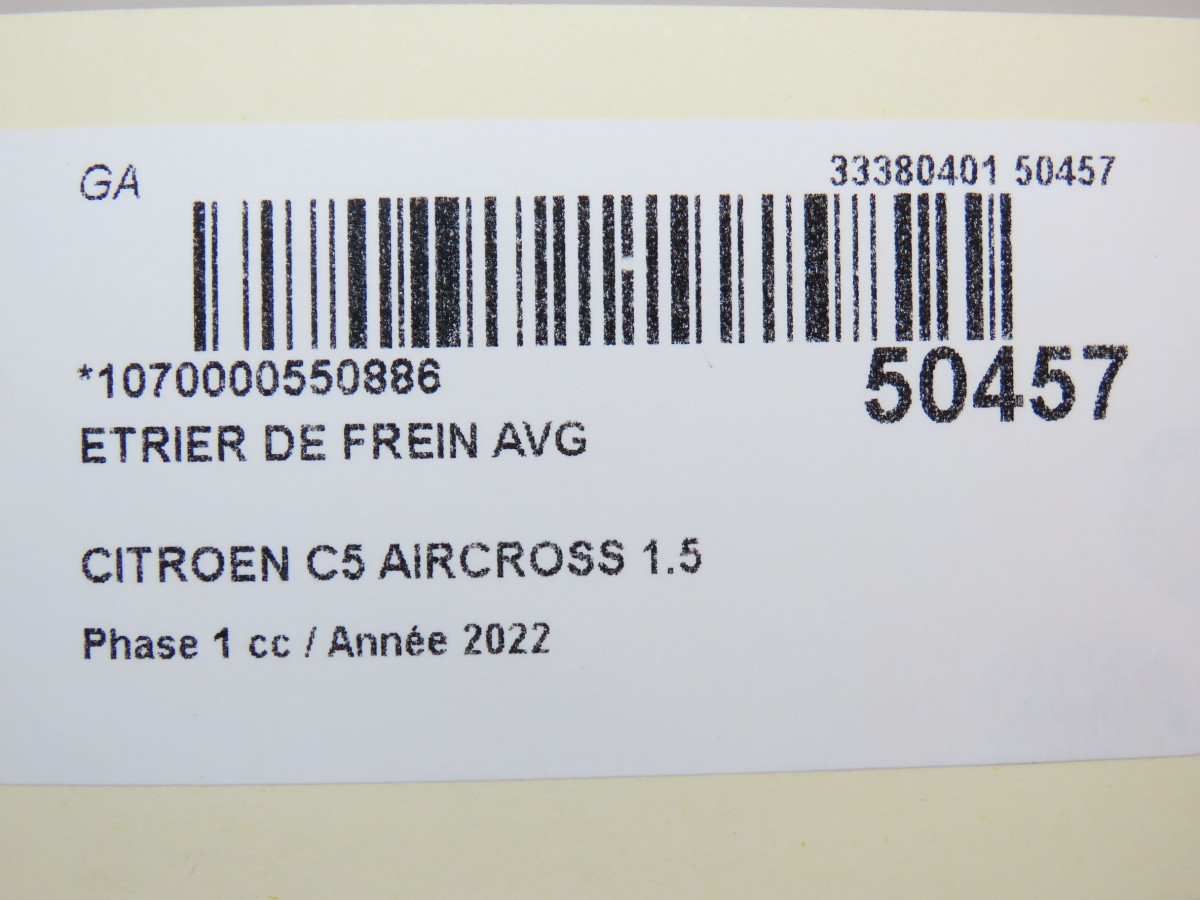 GA
33380401 50457
*1070000550886
50457
ETRIER DE FREIN AVG
CITROEN C5 AIRCROSS 1.5
Phase 1 cc / Année 2022